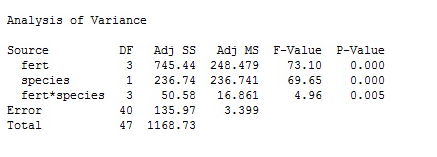 Analysis of Variance
Source DF Adj SS Adj MS F-Value P-Value
fert 3 745.44 248.479 73.10 0.000
species 1 236.74 236.741 69.65 0.000
fert*species 3 50.58 16.861 4.96 0.005
Error 40 135.97 3.399
Total 47 1168.73